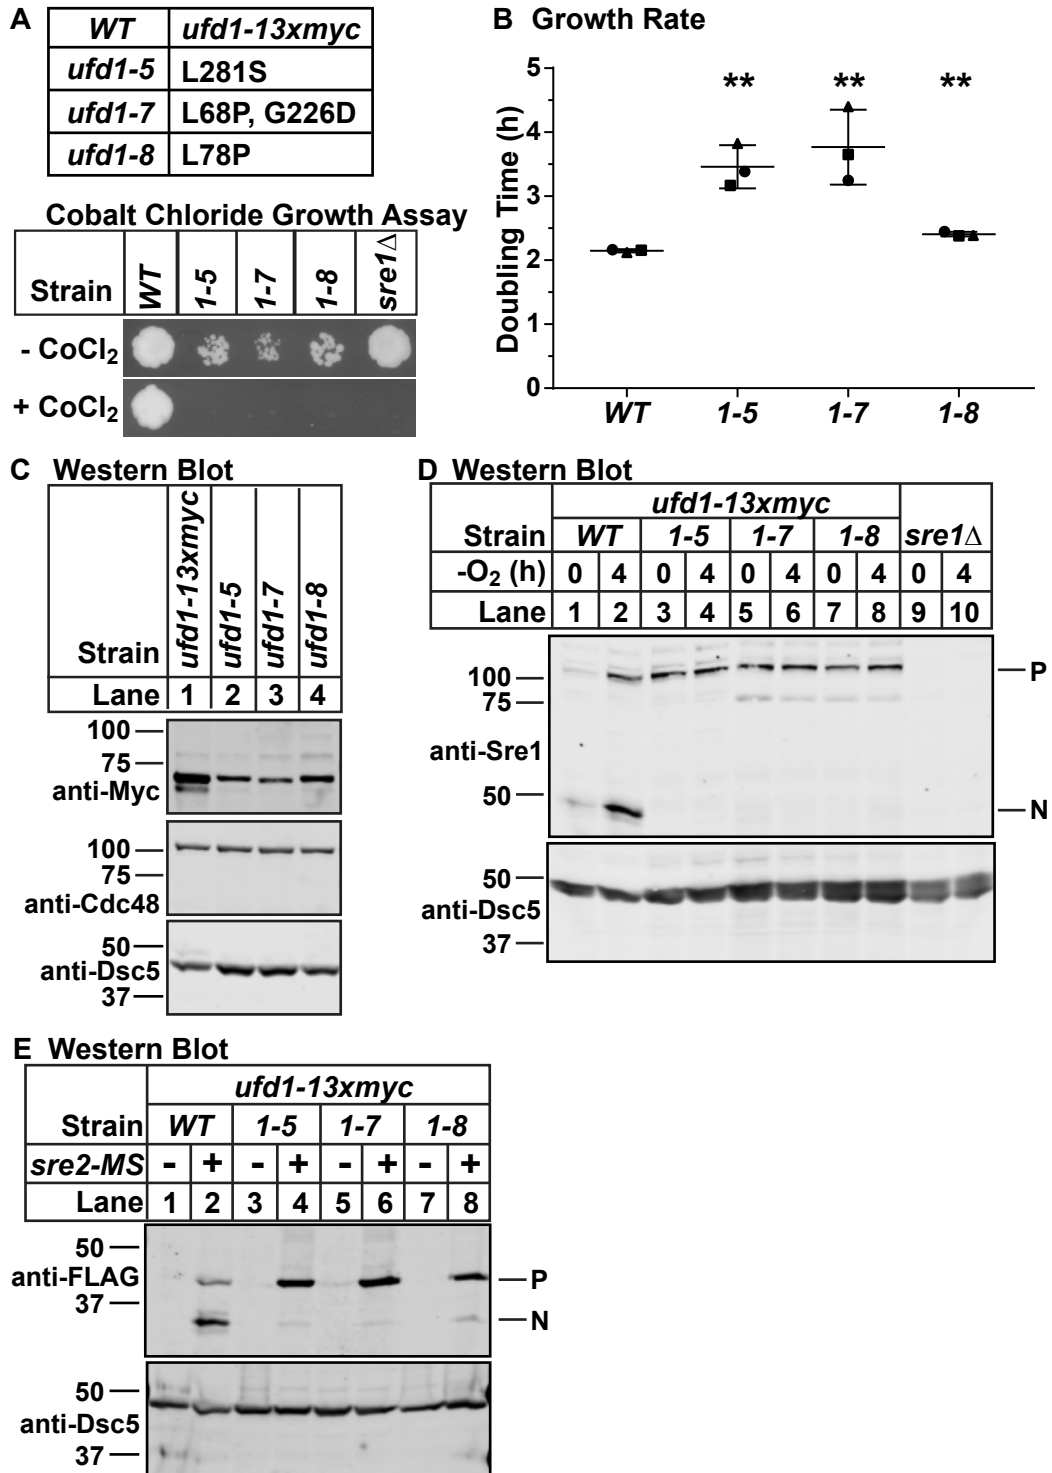 A
WT ufd1-13xmyc
ufd1-5 L281S
ufd1-7 L68P, G226D
ufd1-8 L78P
Cobalt Chloride Growth Assay
Strain WT 1-5 1-7 1-8 sre1Δ
- CoCl2
+ CoCl2
B Growth Rate
Doubling Time (h)
5
4
3
2
1
0
** ** **
WT 1-5 1-7 1-8
C Western Blot
Strain ufd1-13xmyc ufd1-5 ufd1-7 ufd1-8
Lane 1 2 3 4
100
75
anti-Myc
100
75
anti-Cdc48
50
anti-Dsc5
37
D Western Blot
ufd1-13xmyc
Strain WT 1-5 1-7 1-8 sre1Δ
-O2 (h) 0 4 0 4 0 4 0 4 0 4
Lane 1 2 3 4 5 6 7 8 9 10
100
P
75
anti-Sre1
50
N
50
anti-Dsc5
37
E Western Blot
ufd1-13xmyc
Strain WT 1-5 1-7 1-8
sre2-MS - + - + - + - +
Lane 1 2 3 4 5 6 7 8
50
anti-FLAG
P
37
N
50
anti-Dsc5
37